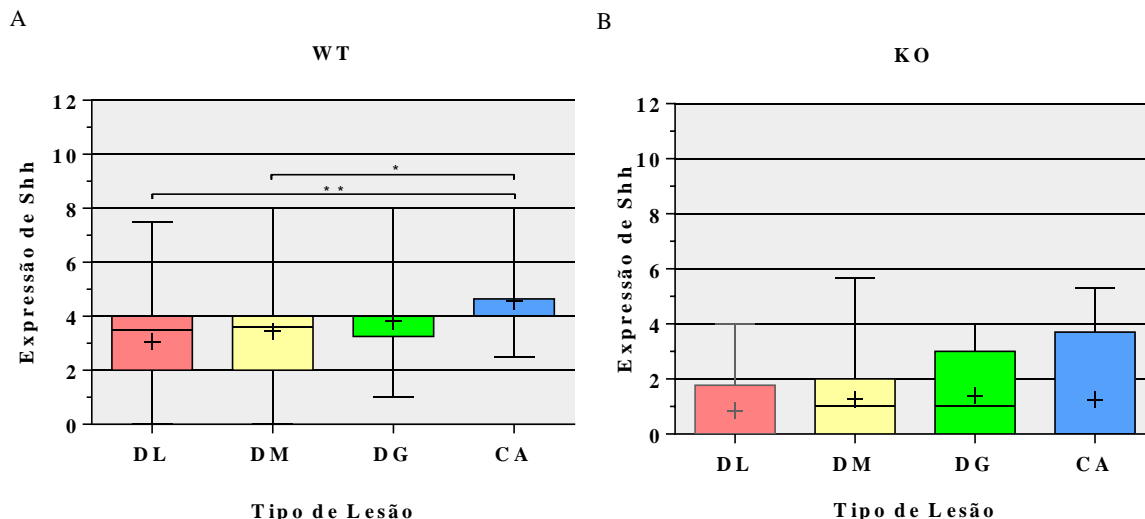 A
B
WT
KO
Expressão de Shh
12
10
8
6
4
2
0
*
**
DL DM DG CA
Tipo de Lesão
Expressão de Shh
12
10
8
6
4
2
0
DL DM DG CA
Tipo de Lesão